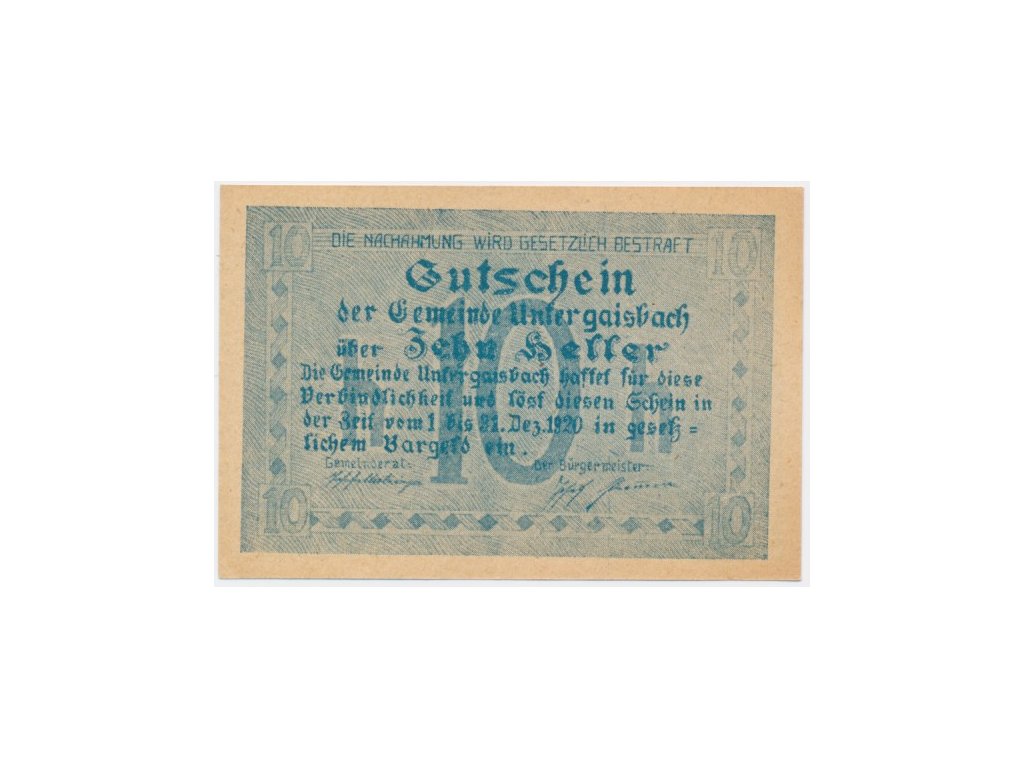 10 DIE NACHAHMUNG WIRD GESETZLICH BESTRAFT 10
Gutschein
der Gemeinde Untergaisbach
über Zehn Heller
10
Die Gemeinde Untergaisbach haftet für diese
Verbindlichkeit und löst diesen Schein in
der Zeit vom 1 bis 31. Dez. 1920 in gesetz=
lichem Bargeld ein.
Gemeinderat: Der Bürgermeister:
10 10